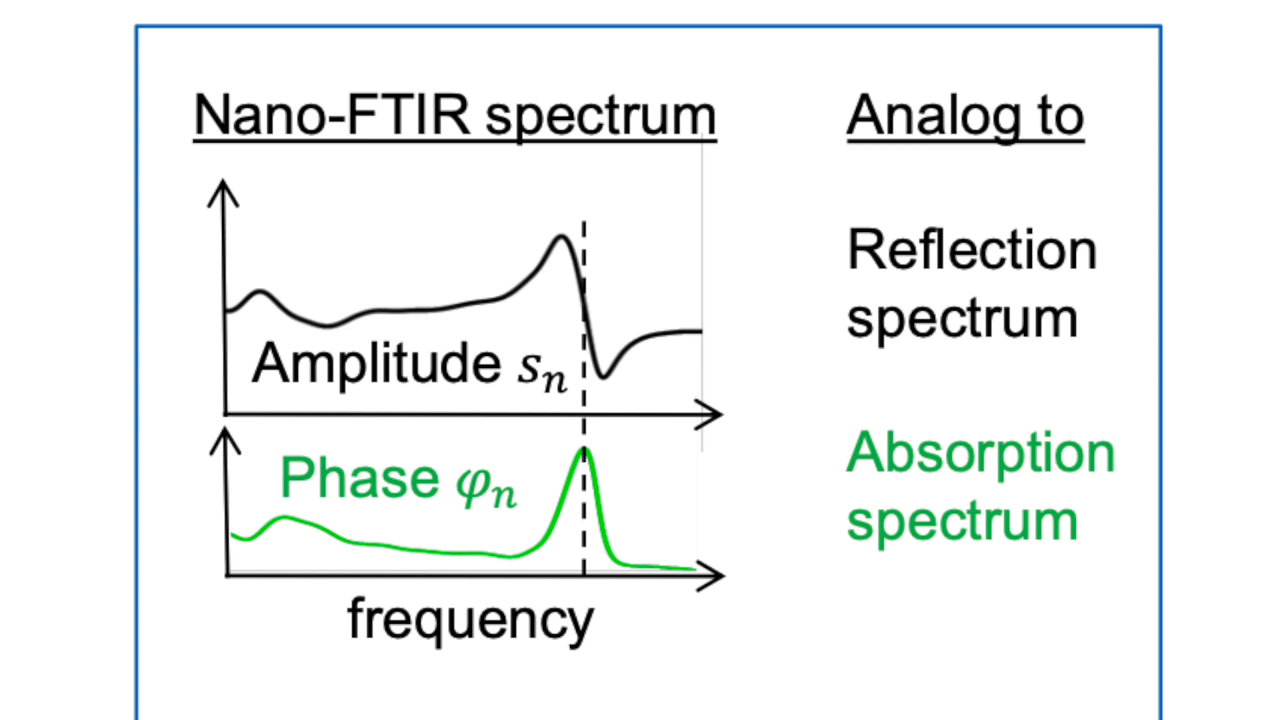 Nano-FTIR spectrum
Analog to
Amplitude sₙ
Reflection
spectrum
Phase φₙ
Absorption
spectrum
frequency